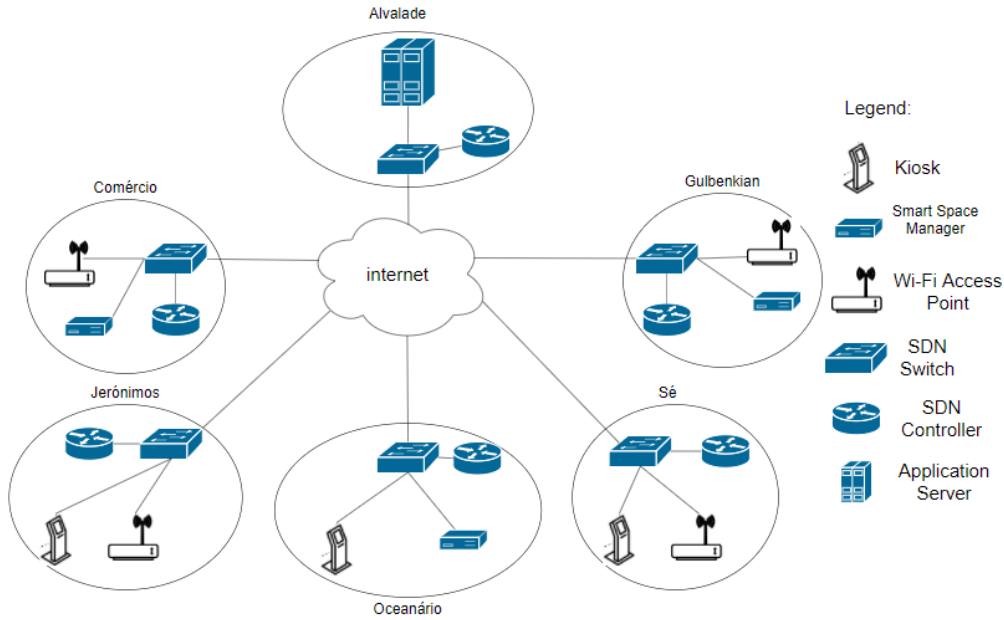 Alvalade
Legend:
Kiosk
Comércio
Gulbenkian
Smart Space
Manager
internet
Wi-Fi Access
Point
SDN
Switch
Jerónimos
Sé
SDN
Controller
Application
Server
Oceanário